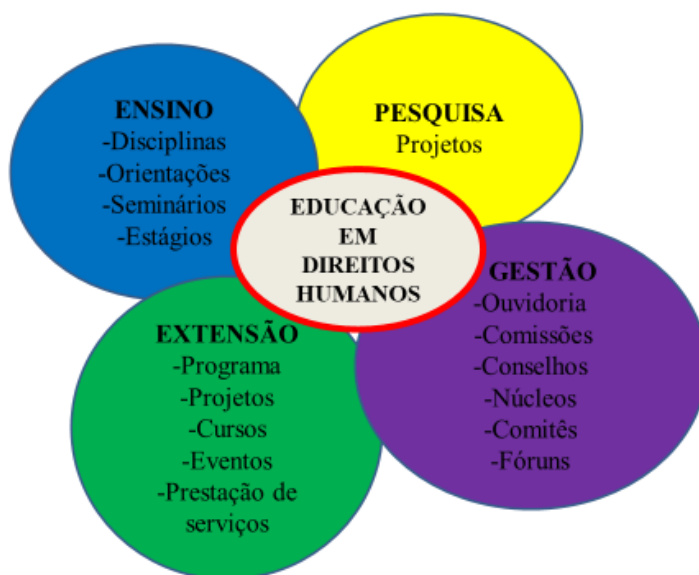 ENSINO
-Disciplinas
-Orientações
-Seminários
-Estágios
PESQUISA
Projetos
EDUCAÇÃO
EM
DIREITOS
HUMANOS
EXTENSÃO
-Programa
-Projetos
-Cursos
-Eventos
-Prestação de
serviços
GESTÃO
-Ouvidoria
-Comissões
-Conselhos
-Núcleos
-Comitês
-Fóruns